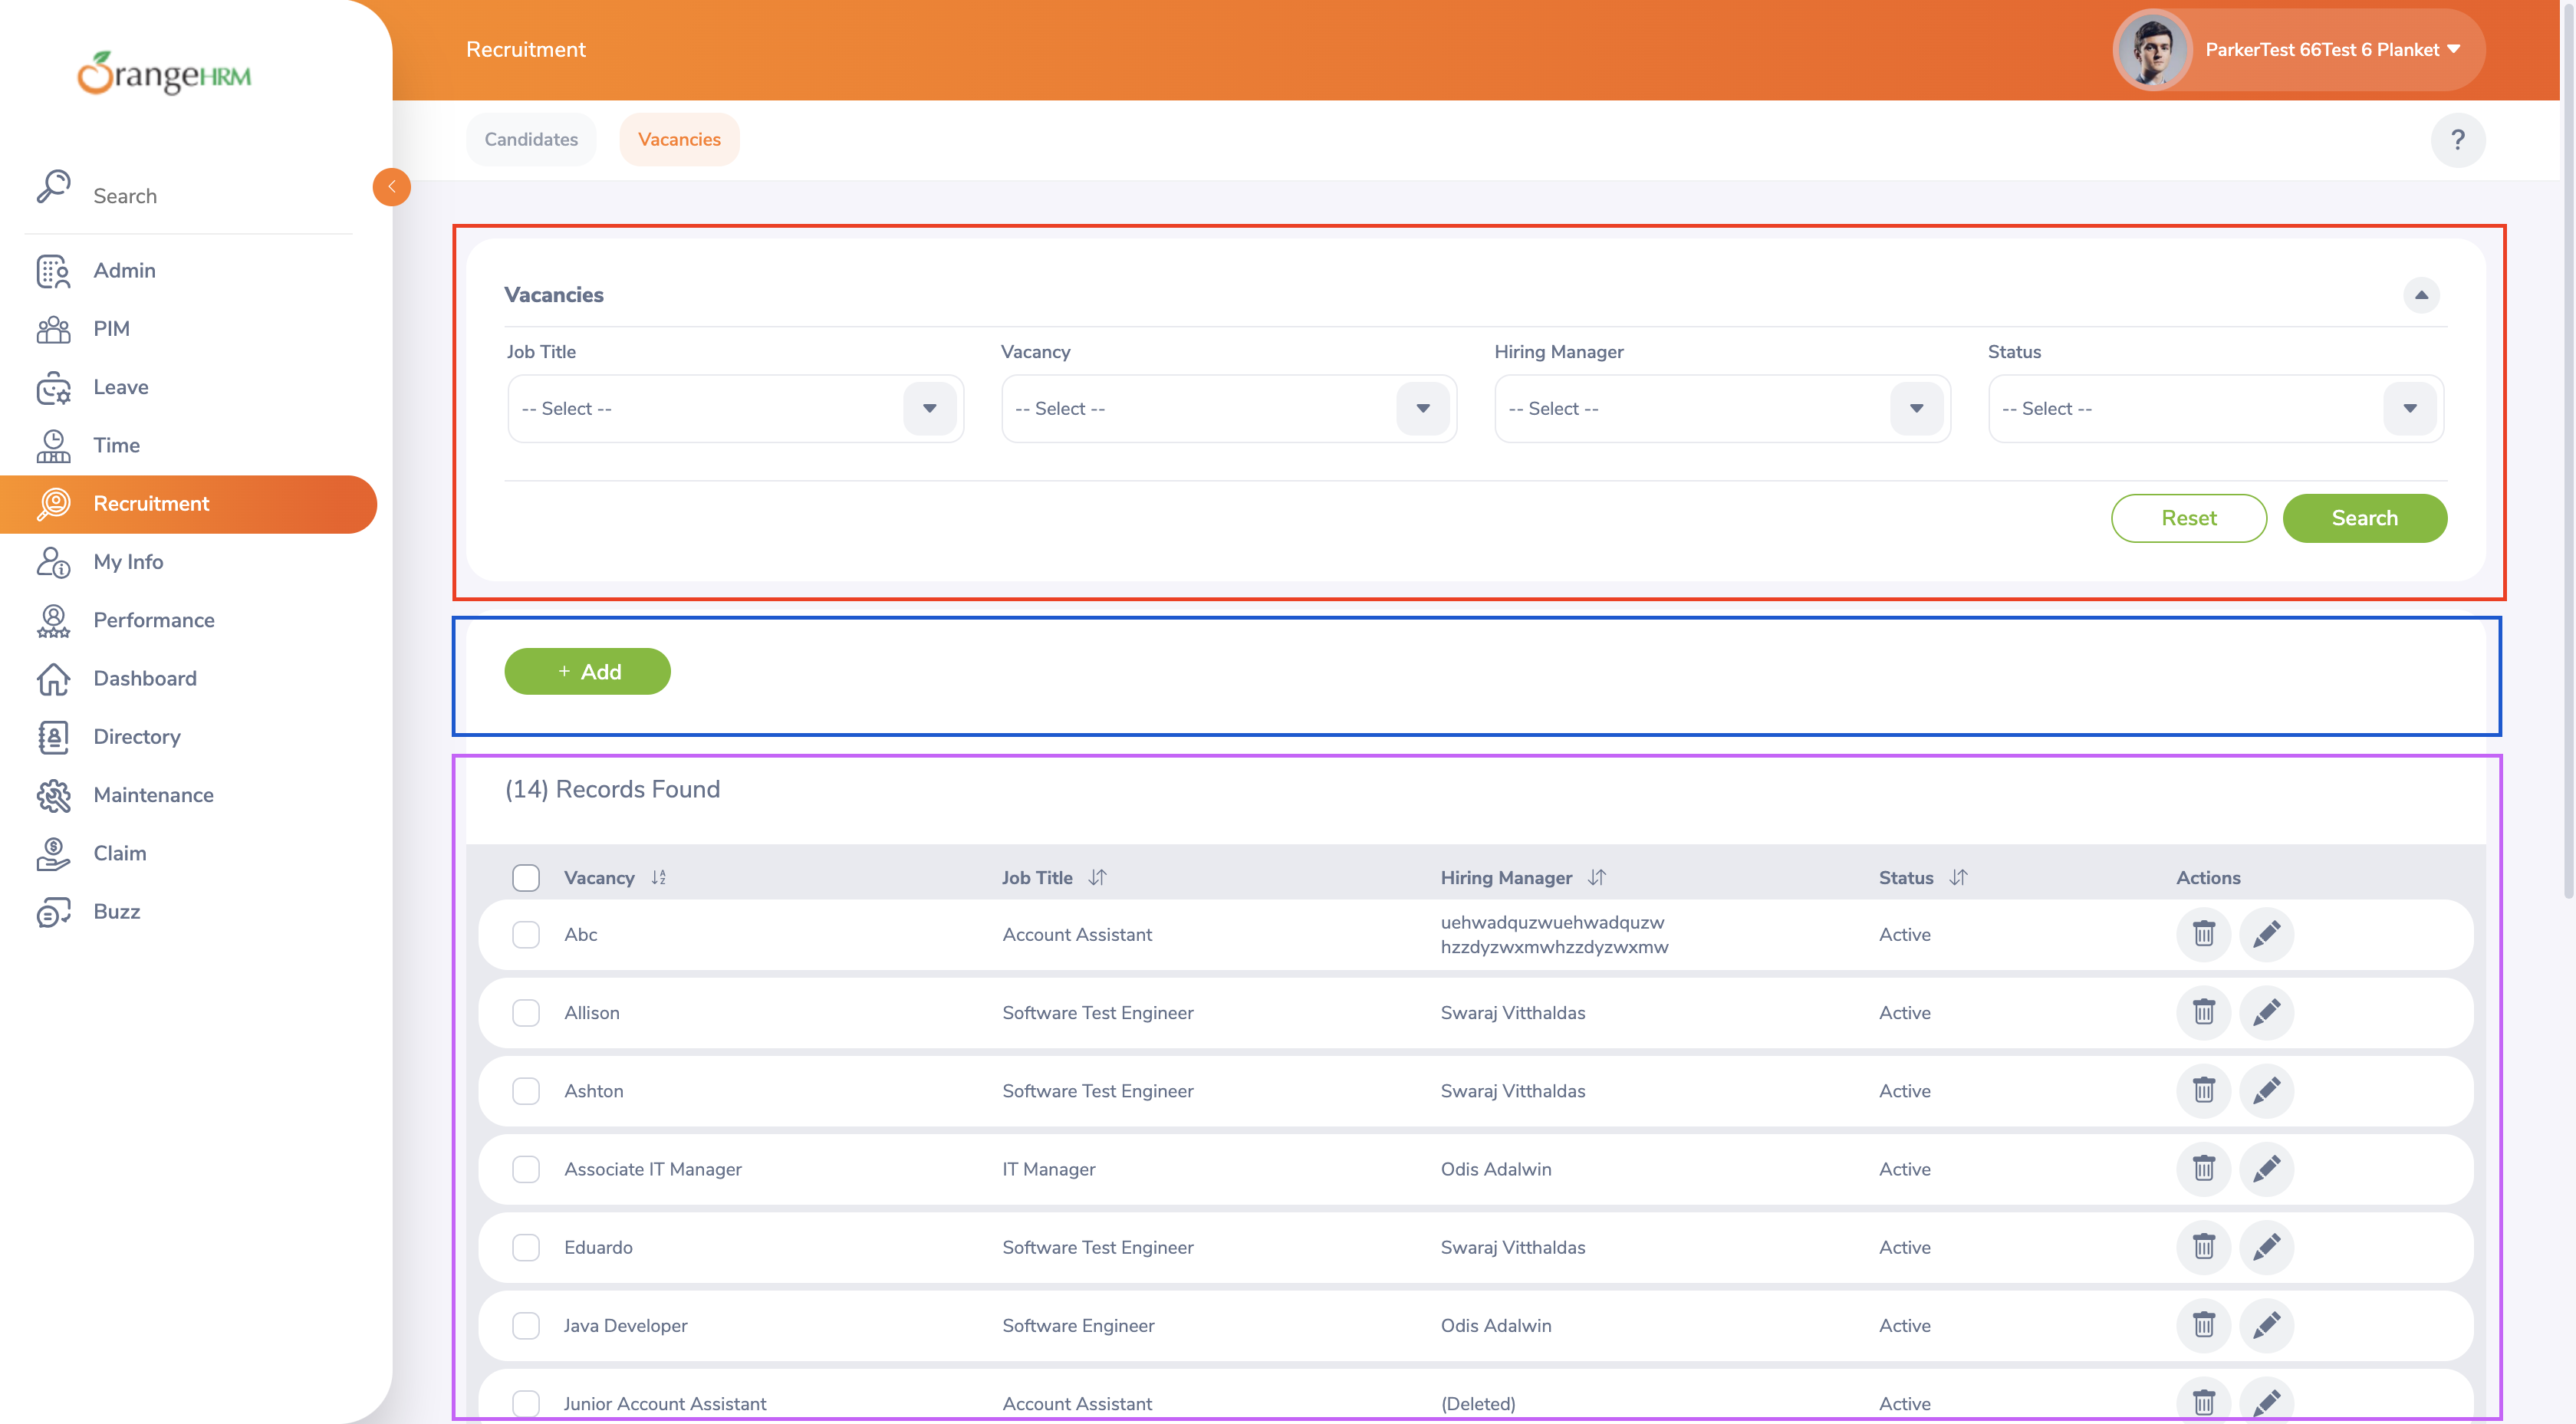 OrangeHRM
Recruitment
ParkerTest 66Test 6 Planket
Candidates
Vacancies
?
Search
Admin
PIM
Leave
Time
Recruitment
My Info
Performance
Dashboard
Directory
Maintenance
Claim
Buzz
Vacancies
Job Title
Vacancy
Hiring Manager
Status
-- Select --
-- Select --
-- Select --
-- Select --
Reset
Search
+ Add
(14) Records Found
Vacancy
Job Title
Hiring Manager
Status
Actions
Abc
Account Assistant
uehwadquzwuehwadquzw
hzzdyzwxmwhzzdyzwxmw
Active
Allison
Software Test Engineer
Swaraj Vitthaldas
Active
Ashton
Software Test Engineer
Swaraj Vitthaldas
Active
Associate IT Manager
IT Manager
Odis Adalwin
Active
Eduardo
Software Test Engineer
Swaraj Vitthaldas
Active
Java Developer
Software Engineer
Odis Adalwin
Active
Junior Account Assistant
Account Assistant
(Deleted)
Active